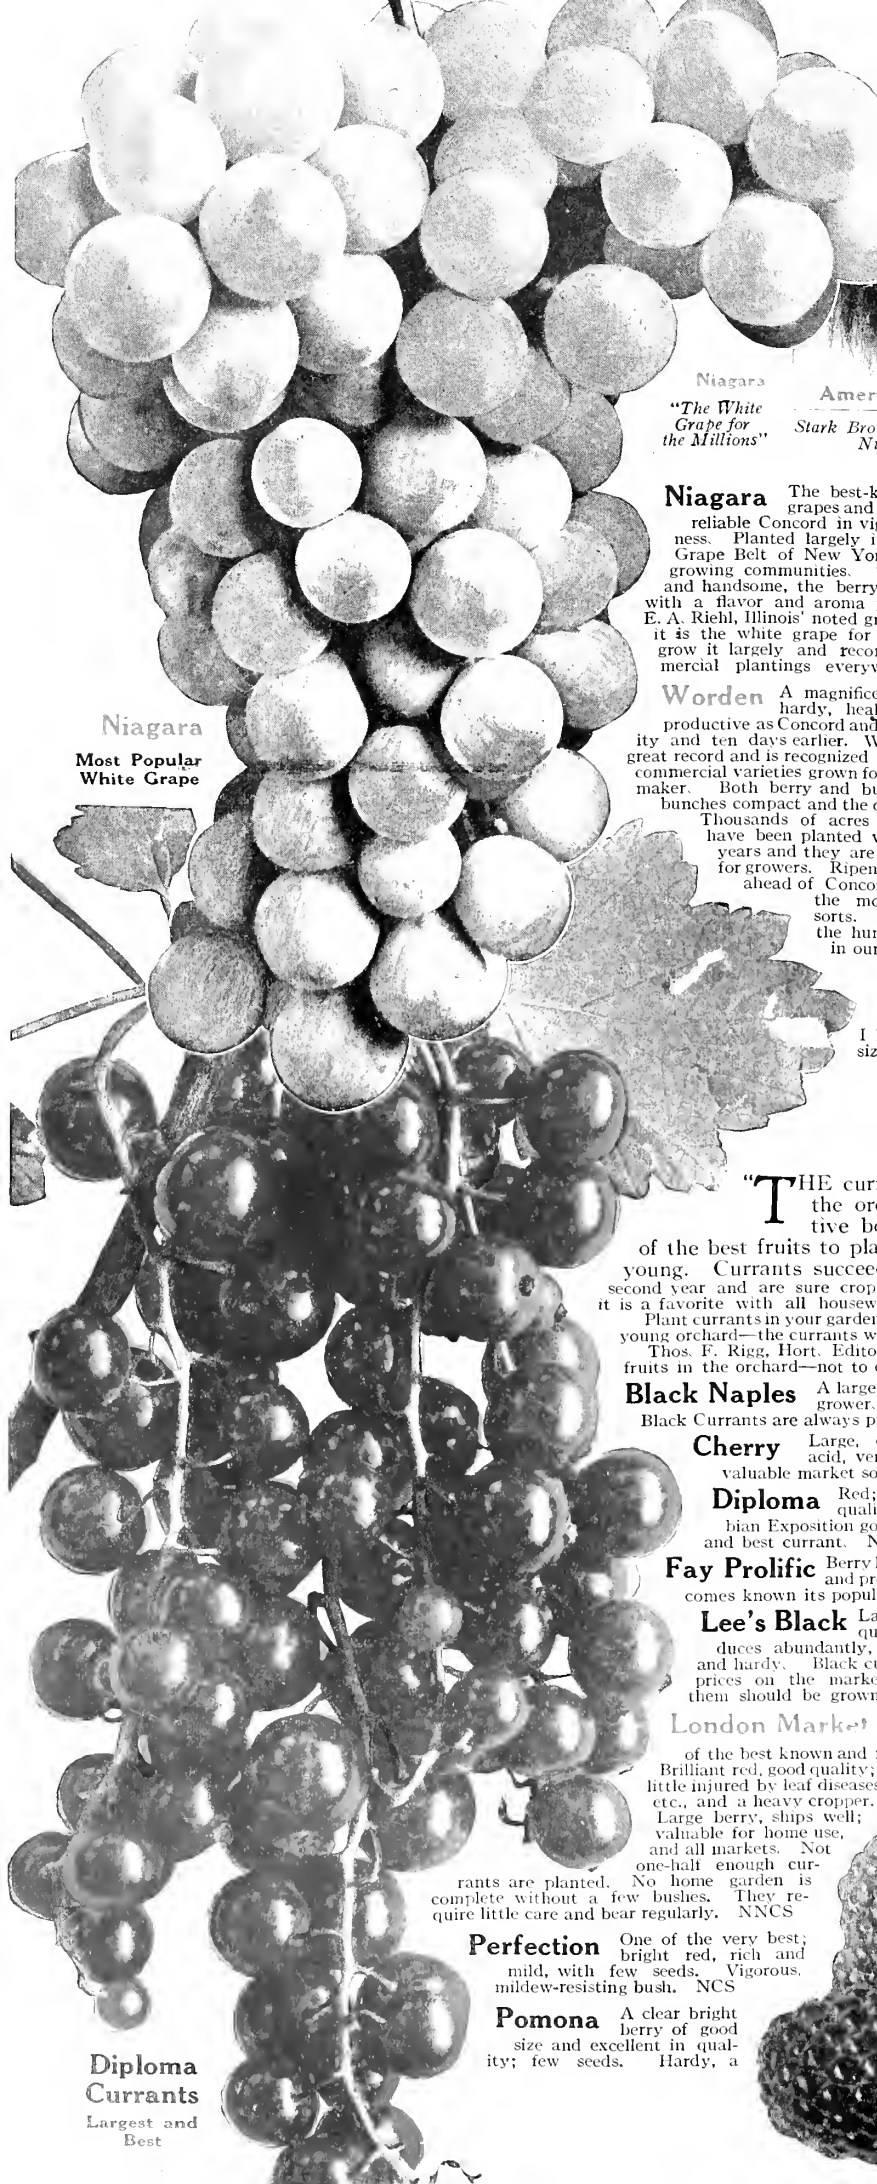 Niagara
"The White
Grape for
the Millions"
Stark Bro
Niagara The best-k
grapes and
reliable Concord in vi
ness. Planted largely i
Grape Belt of New Yor
growing communities.
and handsome, the berry
with a flavor and aroma
E. A. Riehl, Illinois' noted gr
it is the white grape for
grow it largely and recor
mercial plantings everyw
Niagara
Most Popular
White Grape
Worden A magnifice
hardy, heal
productive as Concord and
ity and ten days earlier. W
great record and is recognized
commercial varieties grown fo
maker. Both berry and bu
bunches compact and the c
Thousands of acres
have been planted v
years and they are
for growers. Ripen
ahead of Conco
the mo
sorts.
the hun
in our
I
siz
"THE curr
the or
tive b
of the best fruits to pla
young. Currants succee
second year and are sure crop
it is a favorite with all housew
Plant currants in your garden
young orchard—the currants w
Thos. F. Rigg, Hort. Edito
fruits in the orchard—not to
Black Naples A large
grower.
Black Currants are always p
Cherry Large,
acid, ver
valuable market so
Diploma Red;
quali
bian Exposition go
and best currant. N
Fay Prolific Berry
and pr
comes known its popul
Lee's Black La
qu
duces abundantly,
and hardy. Black cu
prices on the marke
them should be grown
London Market
of the best known and
Brilliant red, good quality;
little injured by leaf diseases
etc., and a heavy cropper.
Large berry, ships well;
valuable for home use,
and all markets. Not
one-half enough cur-
rants are planted. No home garden is
complete without a few bushes. They re-
quire little care and bear regularly. NNCS
Perfection One of the very best;
bright red, rich and
mild, with few seeds. Vigorous,
mildew-resisting bush. NCS
Pomona A clear bright
berry of good
size and excellent in qual-
ity; few seeds. Hardy, a
Diploma
Currants
Largest and
Best